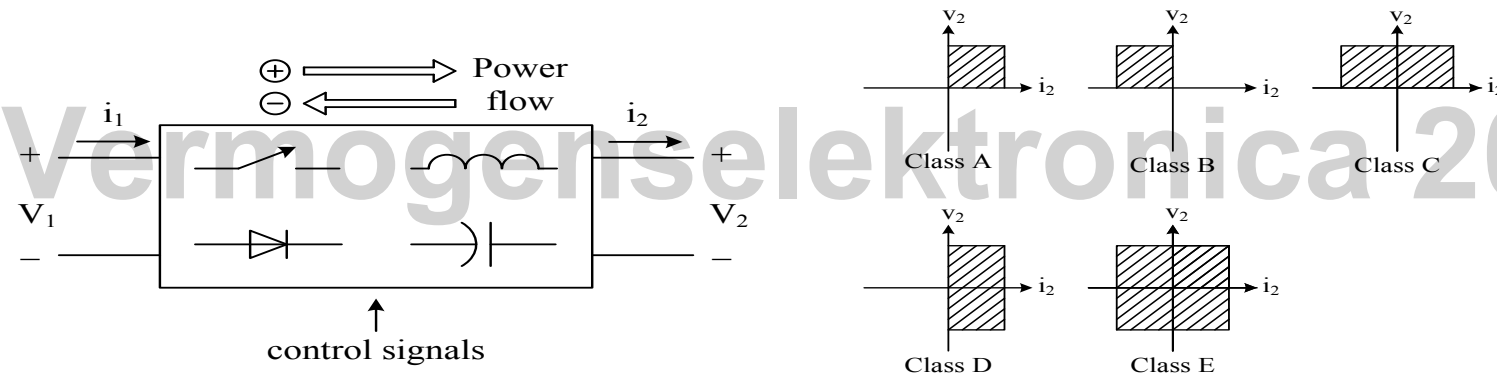 Power
flow
i₁
i₂
+
+
V₁
V₂
–
–
control signals
v₂
i₂
Class A
v₂
i₂
Class B
v₂
i₂
Class C
v₂
i₂
Class D
v₂
i₂
Class E
Vermogenselektronica 20